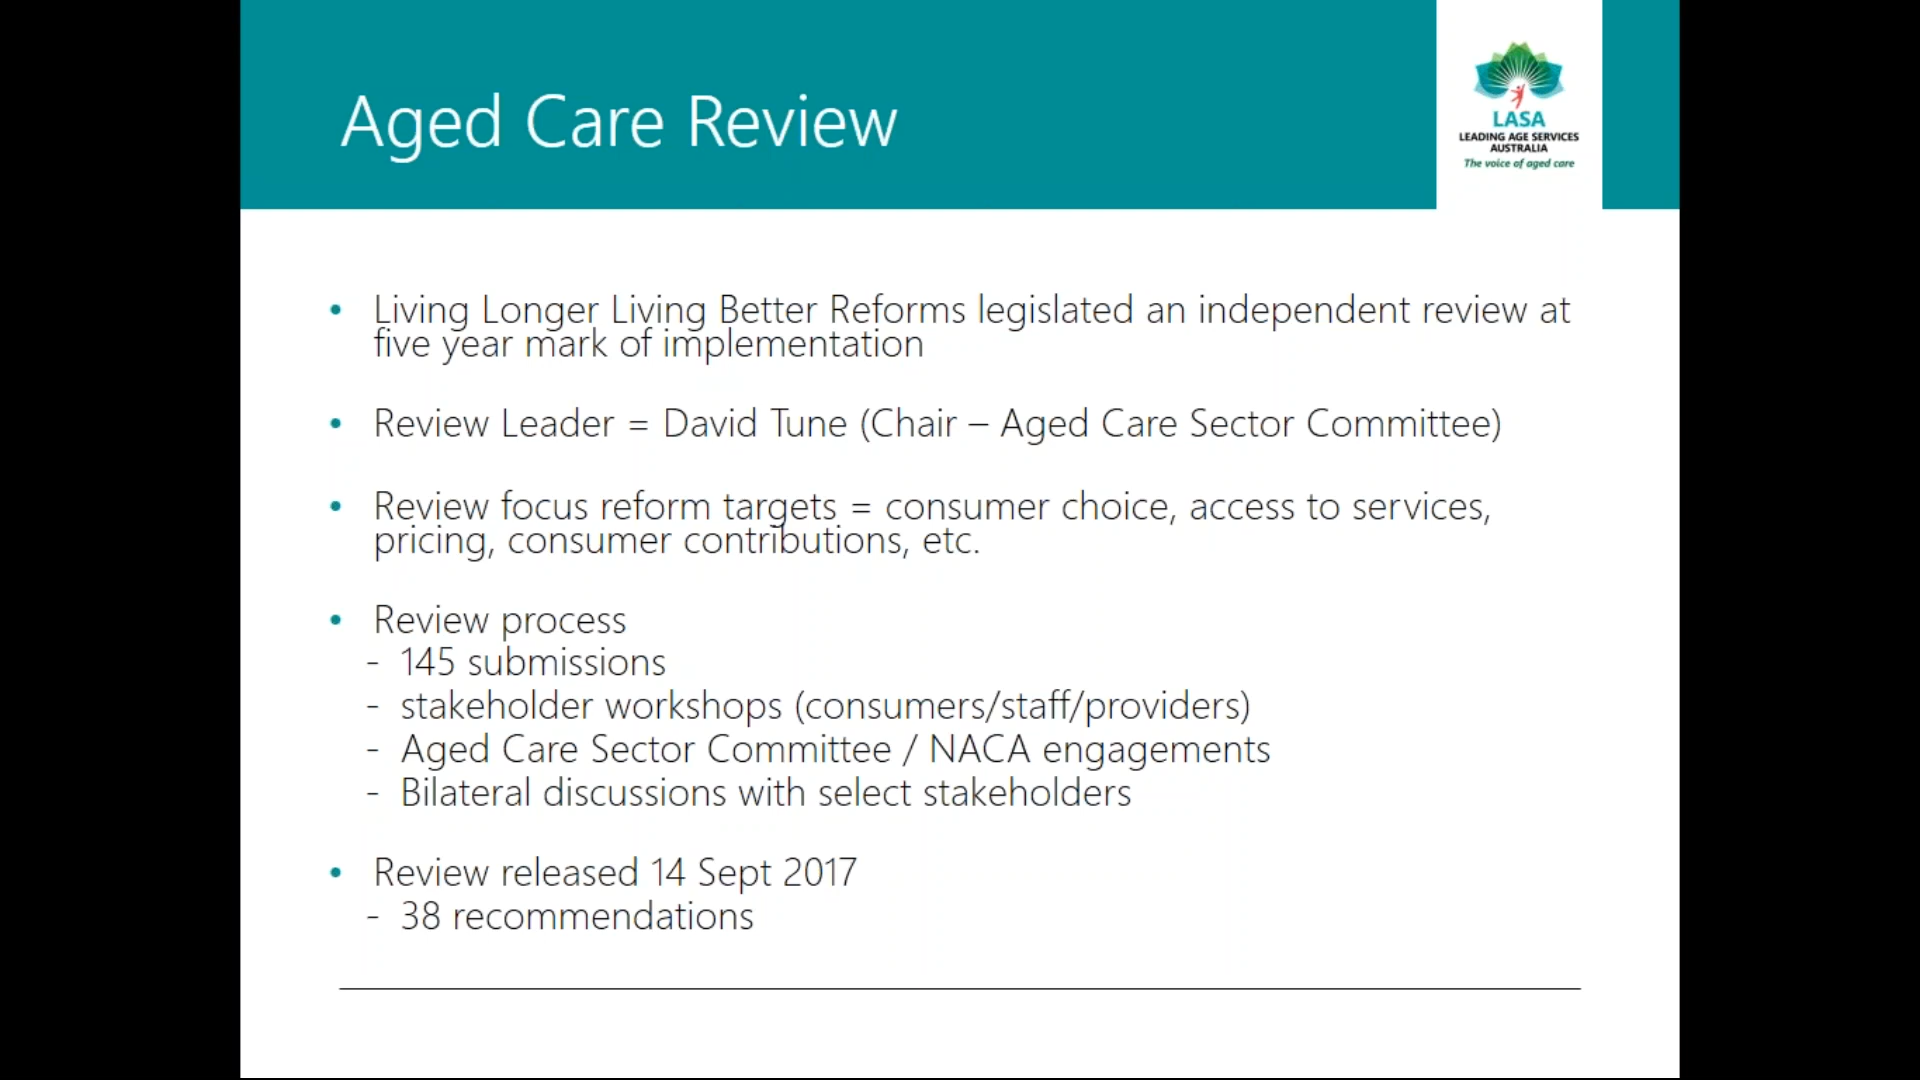 Aged Care Review
LASA
LEADING AGE SERVICES
AUSTRALIA
The voice of aged care
• Living Longer Living Better Reforms legislated an independent review at
five year mark of implementation
• Review Leader = David Tune (Chair – Aged Care Sector Committee)
• Review focus reform targets = consumer choice, access to services,
pricing, consumer contributions, etc.
• Review process
- 145 submissions
- stakeholder workshops (consumers/staff/providers)
- Aged Care Sector Committee / NACA engagements
- Bilateral discussions with select stakeholders
• Review released 14 Sept 2017
- 38 recommendations